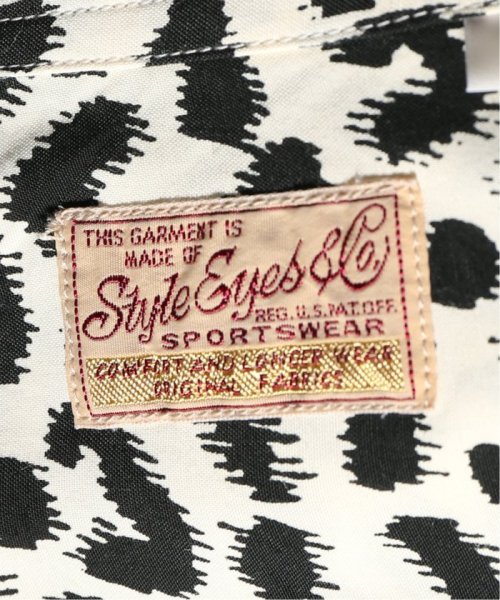 THIS GARMENT IS
MADE OF
Style Eyes & Co
REG. U.S. PAT. OFF.
SPORTSWEAR
COMFORT AND LONGER WEAR
ORIGINAL FABRICS